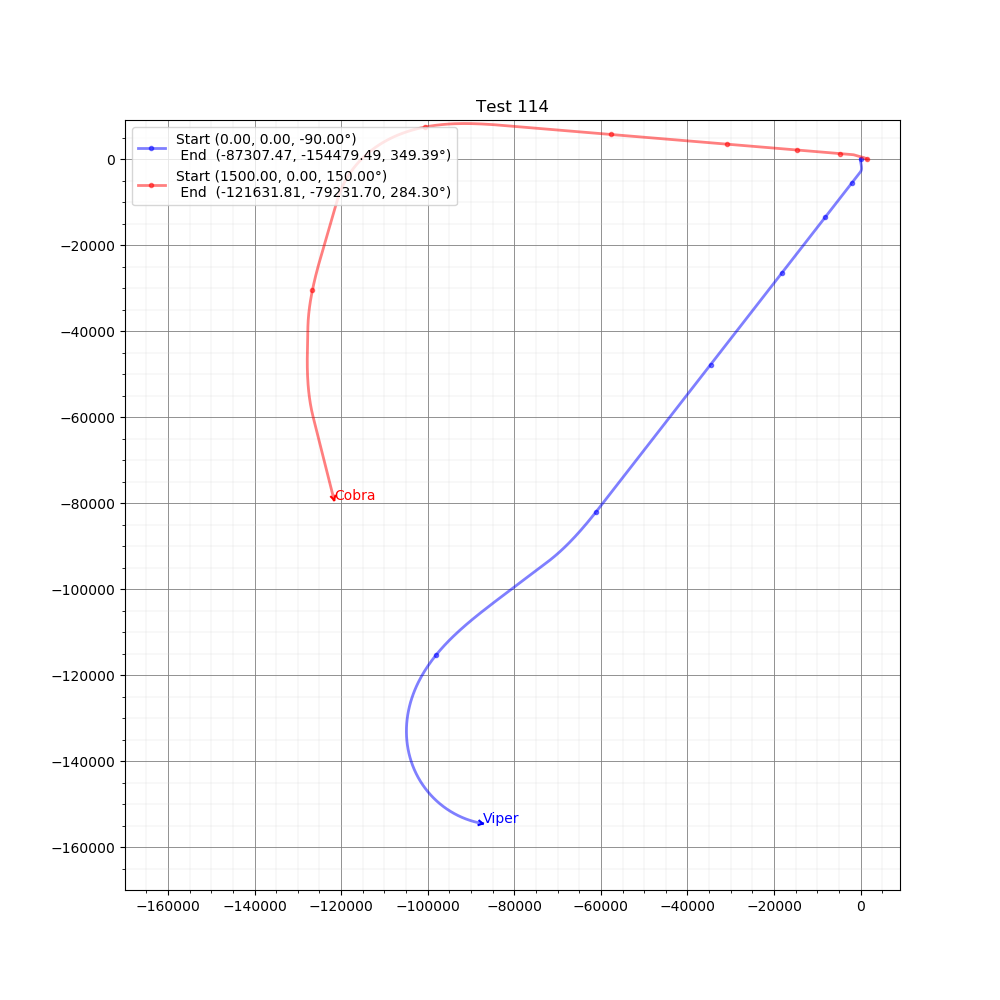 Test 114
Start (0.00, 0.00, -90.00°)
End (-87307.47, -154479.49, 349.39°)
Start (1500.00, 0.00, 150.00°)
End (-121631.81, -79231.70, 284.30°)
0
−20000
−40000
−60000
−80000
−100000
−120000
−140000
−160000
Cobra
Viper
−160000 −140000 −120000 −100000 −80000 −60000 −40000 −20000 0